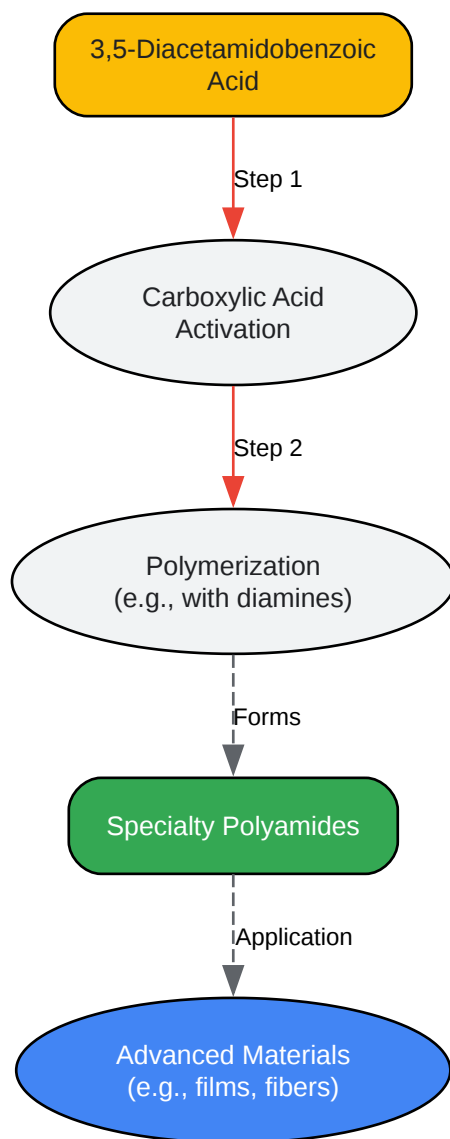 3,5-Diacetamidobenzoic
Acid
Step 1
Carboxylic Acid
Activation
Step 2
Polymerization
(e.g., with diamines)
Forms
Specialty Polyamides
Application
Advanced Materials
(e.g., films, fibers)